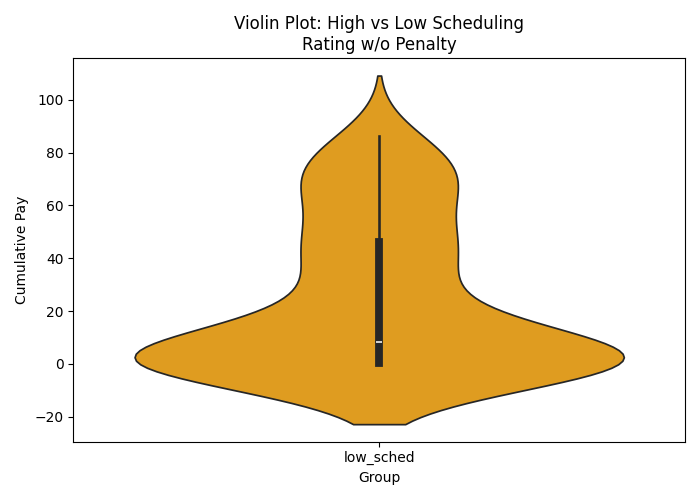 Violin Plot: High vs Low Scheduling
Rating w/o Penalty
100
80
60
40
20
0
−20
Cumulative Pay
low_sched
Group